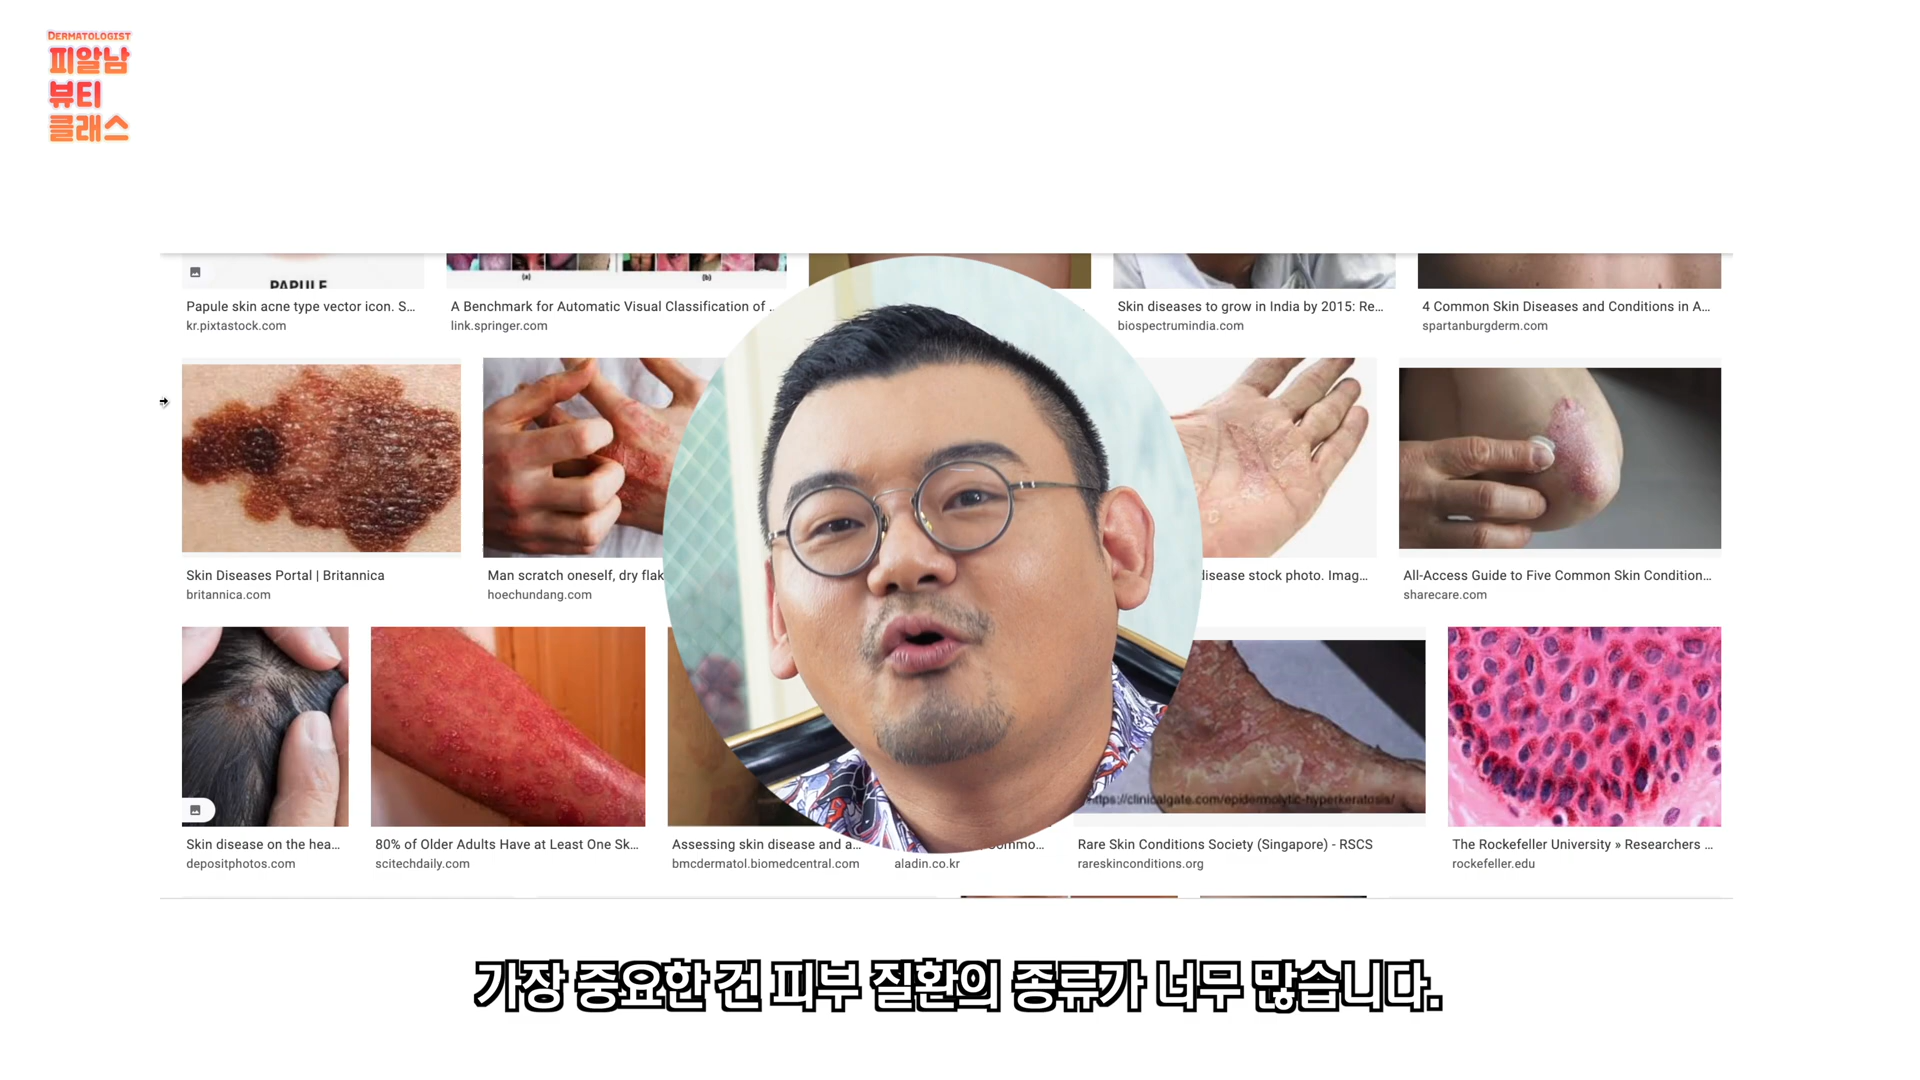 DERMATOLOGIST
피알남
뷰티
클래스
PAPULE
(a)
(b)
Papule skin acne type vector icon. S...
kr.pixtastock.com
A Benchmark for Automatic Visual Classification of ...
link.springer.com
Skin diseases to grow in India by 2015: Re...
biospectrumindia.com
4 Common Skin Diseases and Conditions in A...
spartanburgderm.com
Skin Diseases Portal | Britannica
britannica.com
Man scratch oneself, dry flak
hoechundang.com
disease stock photo. Imag...
All-Access Guide to Five Common Skin Condition...
sharecare.com
https://clinicalgate.com/epidermolytic-hyperkeratosis/
Skin disease on the hea...
depositphotos.com
80% of Older Adults Have at Least One Sk...
scitechdaily.com
Assessing skin disease and a...
bmcdermatol.biomedcentral.com
ommo...
aladin.co.kr
Rare Skin Conditions Society (Singapore) - RSCS
rareskinconditions.org
The Rockefeller University » Researchers ...
rockefeller.edu
가장 중요한 건 피부 질환의 종류가 너무 많습니다.